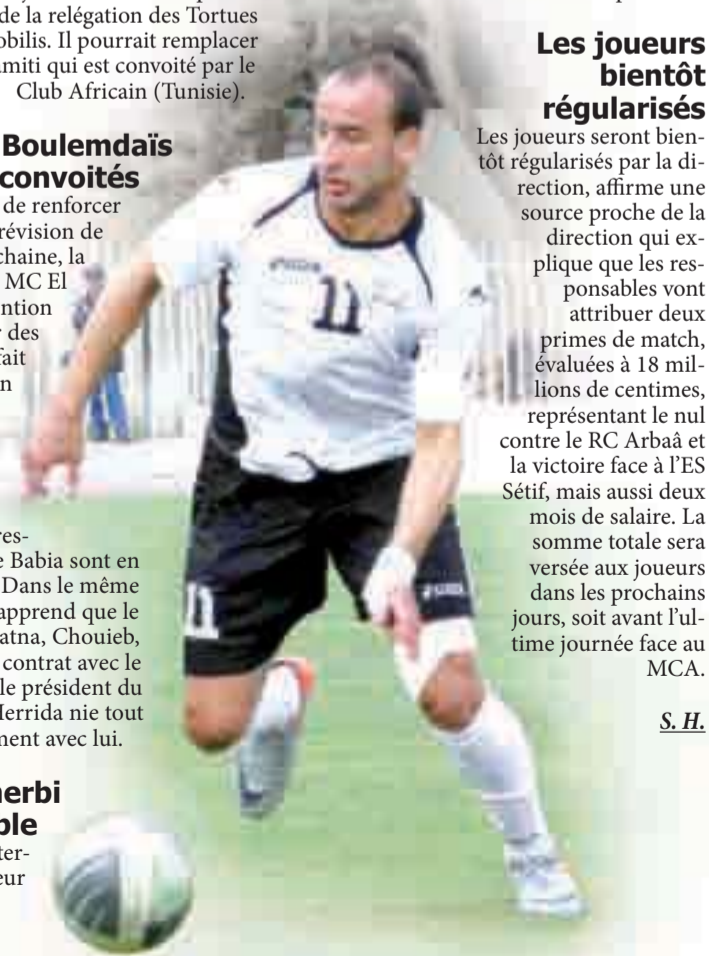 de la relégation des Tortues
obilis. Il pourrait remplacer
amiti qui est convoité par le
Club Africain (Tunisie).
Boulemdaïs
convoités
de renforcer
révision de
chaine, la
MC El
ntion
des
fait
n
res-
e Babia sont en
Dans le même
apprend que le
atna, Chouieb,
contrat avec le
le président du
Herrida nie tout
ment avec lui.
herbi
ble
ter-
eur
11
11
Les joueurs
bientôt
régularisés
Les joueurs seront bien-
tôt régularisés par la di-
rection, affirme une
source proche de la
direction qui ex-
plique que les res-
ponsables vont
attribuer deux
primes de match,
évaluées à 18 mil-
lions de centimes,
représentant le nul
contre le RC Arbaâ et
la victoire face à l’ES
Sétif, mais aussi deux
mois de salaire. La
somme totale sera
versée aux joueurs
dans les prochains
jours, soit avant l’ul-
time journée face au
MCA.
S. H.